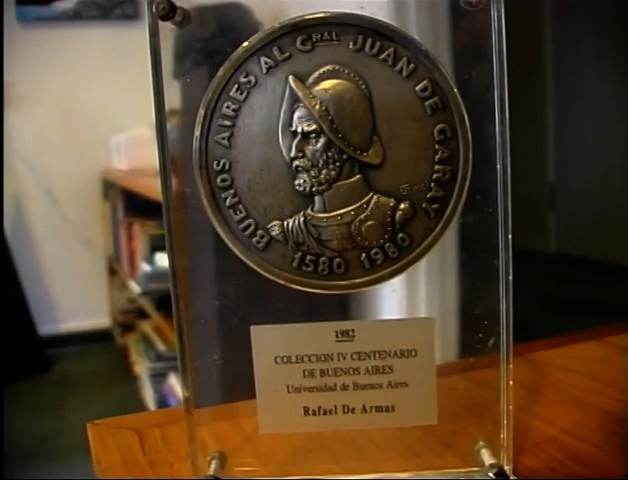 BUENOS AIRES AL GRAL JUAN DE GARAY
1580 1980
1982
COLECCION IV CENTENARIO
DE BUENOS AIRES
Universidad de Buenos Aires
Rafael De Armas